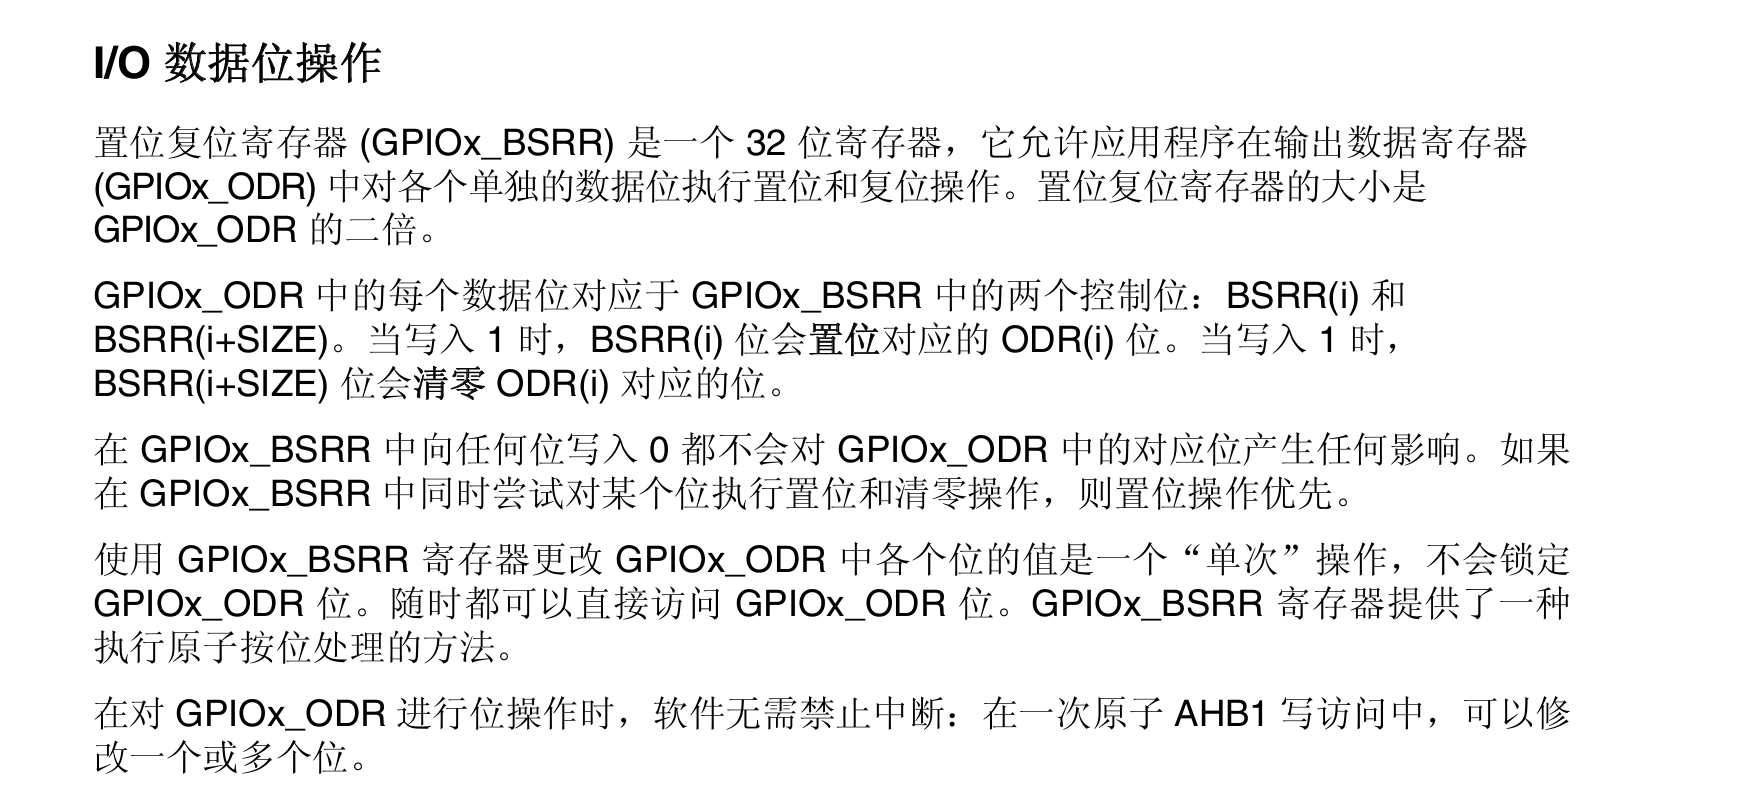 I/O 数据位操作
置位复位寄存器 (GPIOx_BSRR) 是一个 32 位寄存器，它允许应用程序在输出数据寄存器
(GPIOx_ODR) 中对各个单独的数据位执行置位和复位操作。置位复位寄存器的大小是
GPIOx_ODR 的二倍。
GPIOx_ODR 中的每个数据位对应于 GPIOx_BSRR 中的两个控制位：BSRR(i) 和
BSRR(i+SIZE)。当写入 1 时，BSRR(i) 位会置位对应的 ODR(i) 位。当写入 1 时，
BSRR(i+SIZE) 位会清零 ODR(i) 对应的位。
在 GPIOx_BSRR 中向任何位写入 0 都不会对 GPIOx_ODR 中的对应位产生任何影响。如果
在 GPIOx_BSRR 中同时尝试对某个位执行置位和清零操作，则置位操作优先。
使用 GPIOx_BSRR 寄存器更改 GPIOx_ODR 中各个位的值是一个“单次”操作，不会锁定
GPIOx_ODR 位。随时都可以直接访问 GPIOx_ODR 位。GPIOx_BSRR 寄存器提供了一种
执行原子按位处理的方法。
在对 GPIOx_ODR 进行位操作时，软件无需禁止中断：在一次原子 AHB1 写访问中，可以修
改一个或多个位。